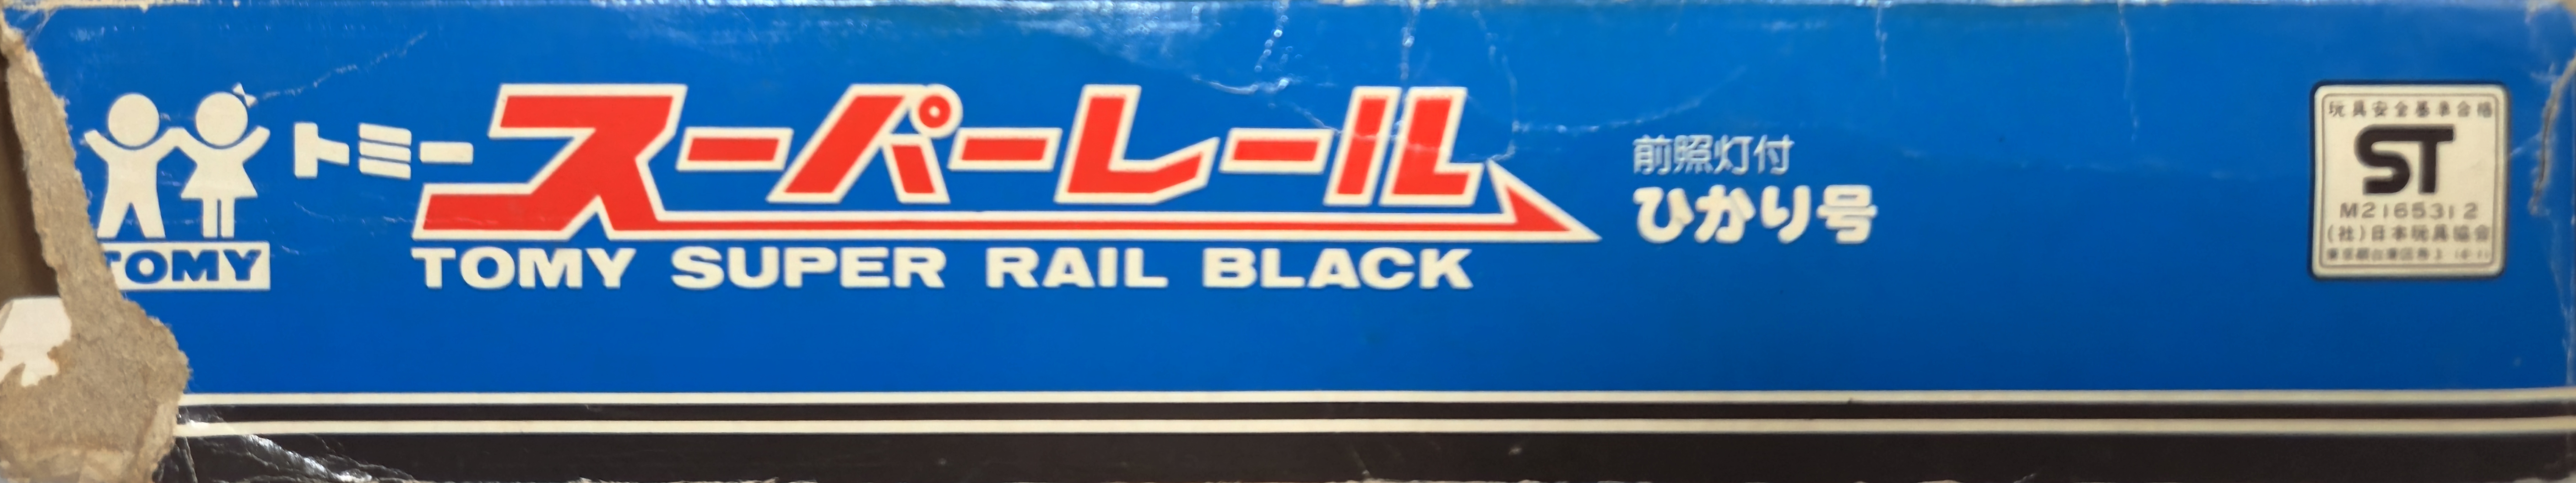 TOMY
トミー
スーパーレール
TOMY SUPER RAIL BLACK
前照灯付
ひかり号
玩具安全基準合格
ST
M2165312
(社)日本玩具協会